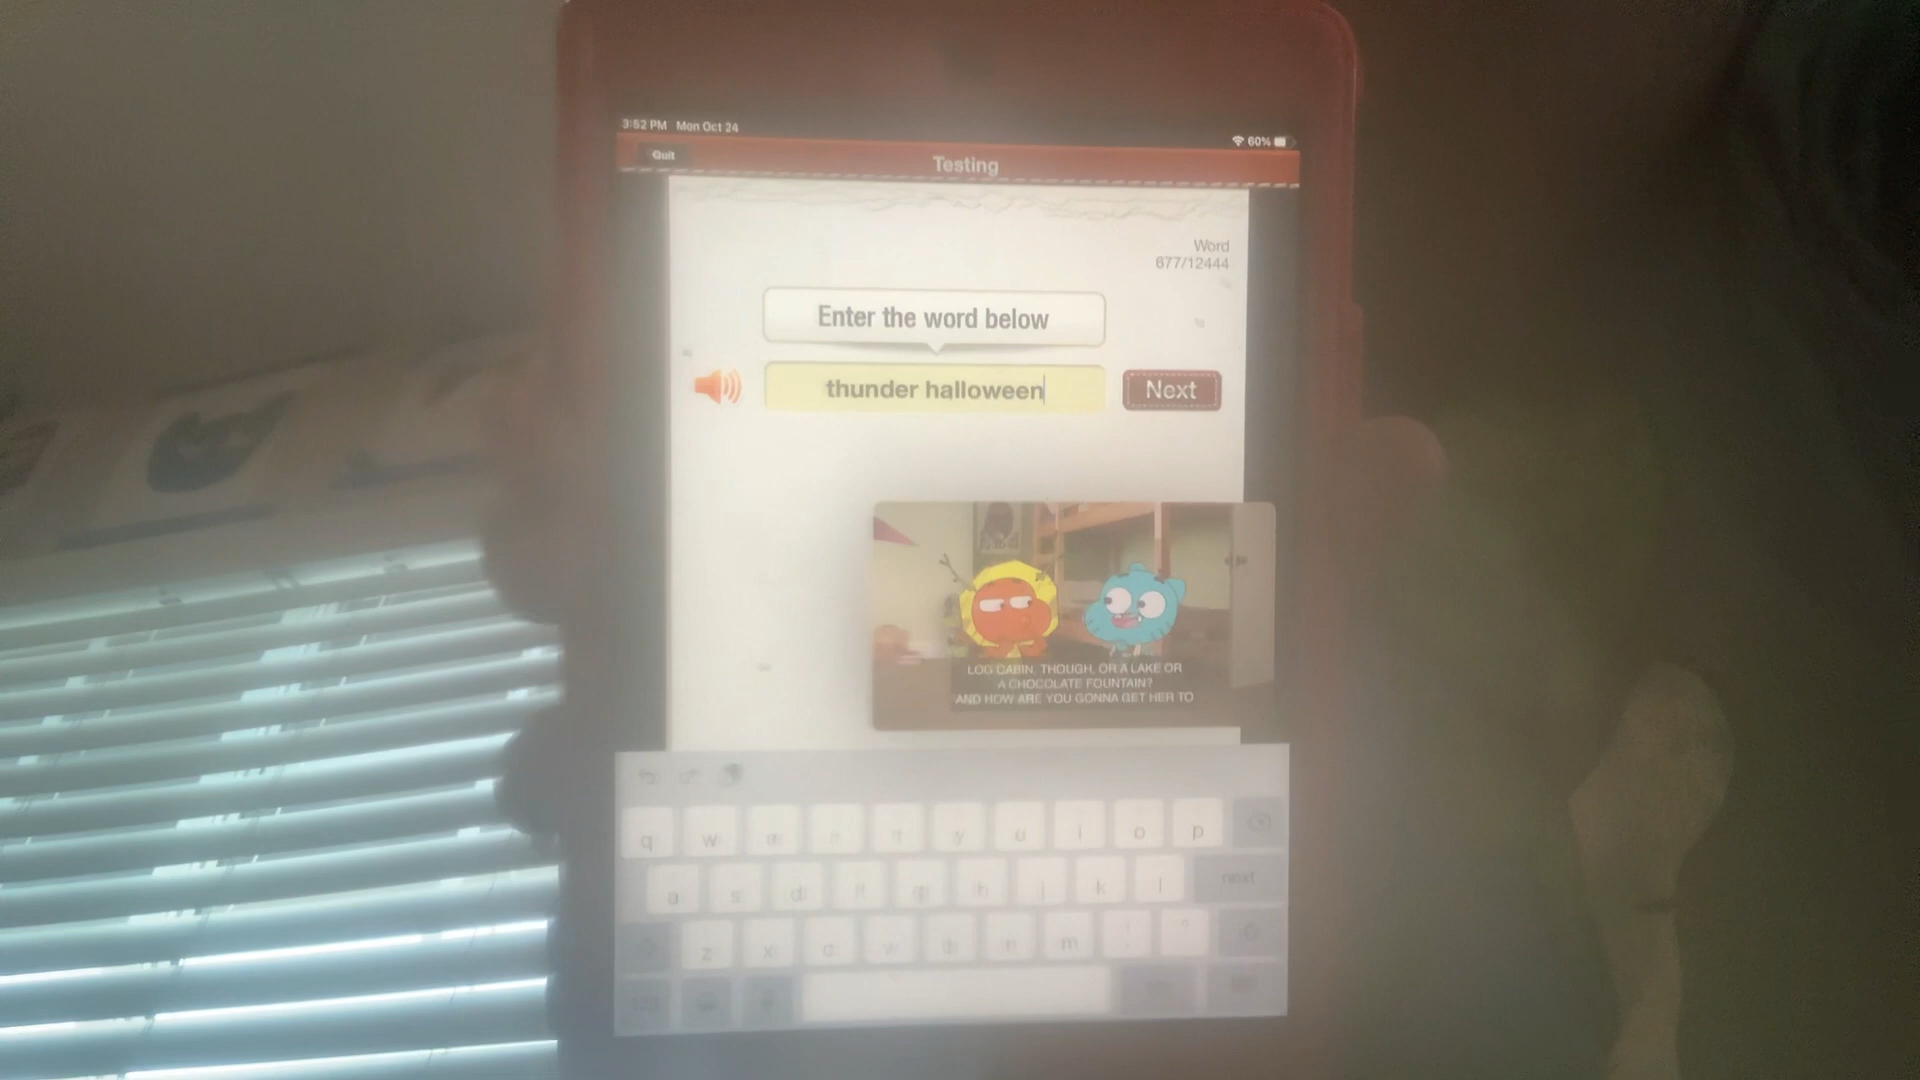 3:52 PM Mon Oct 24
60%
Quit
Testing
Word
677/12444
Enter the word below
thunder halloween
Next
LOG CABIN, THOUGH, OR A LAKE OR
A CHOCOLATE FOUNTAIN?
AND HOW ARE YOU GONNA GET HER TO
q w e r t y u i o p
a s d f g h j k l next
z x c v b n m